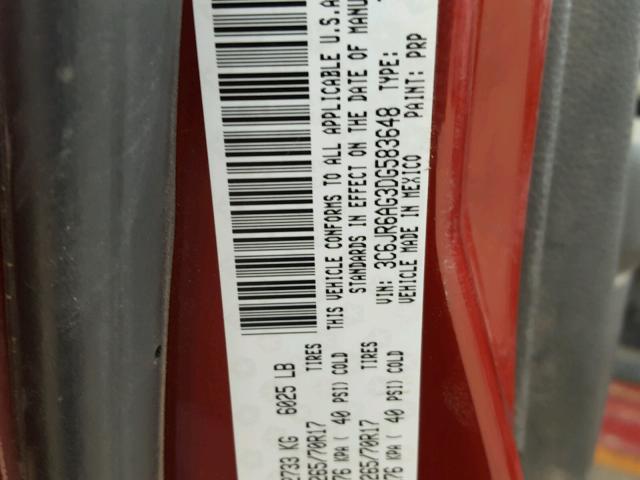 2733 KG 6025 LB
TIRES
265/70R17
76 KPA ( 40 PSI) COLD
TIRES
265/70R17
76 KPA ( 40 PSI) COLD
THIS VEHICLE CONFORMS TO ALL APPLICABLE U.S.A
STANDARDS IN EFFECT ON THE DATE OF MANU
VIN: 3C6JR6AG3DG583648 TYPE:
VEHICLE MADE IN MEXICO PAINT: PRP